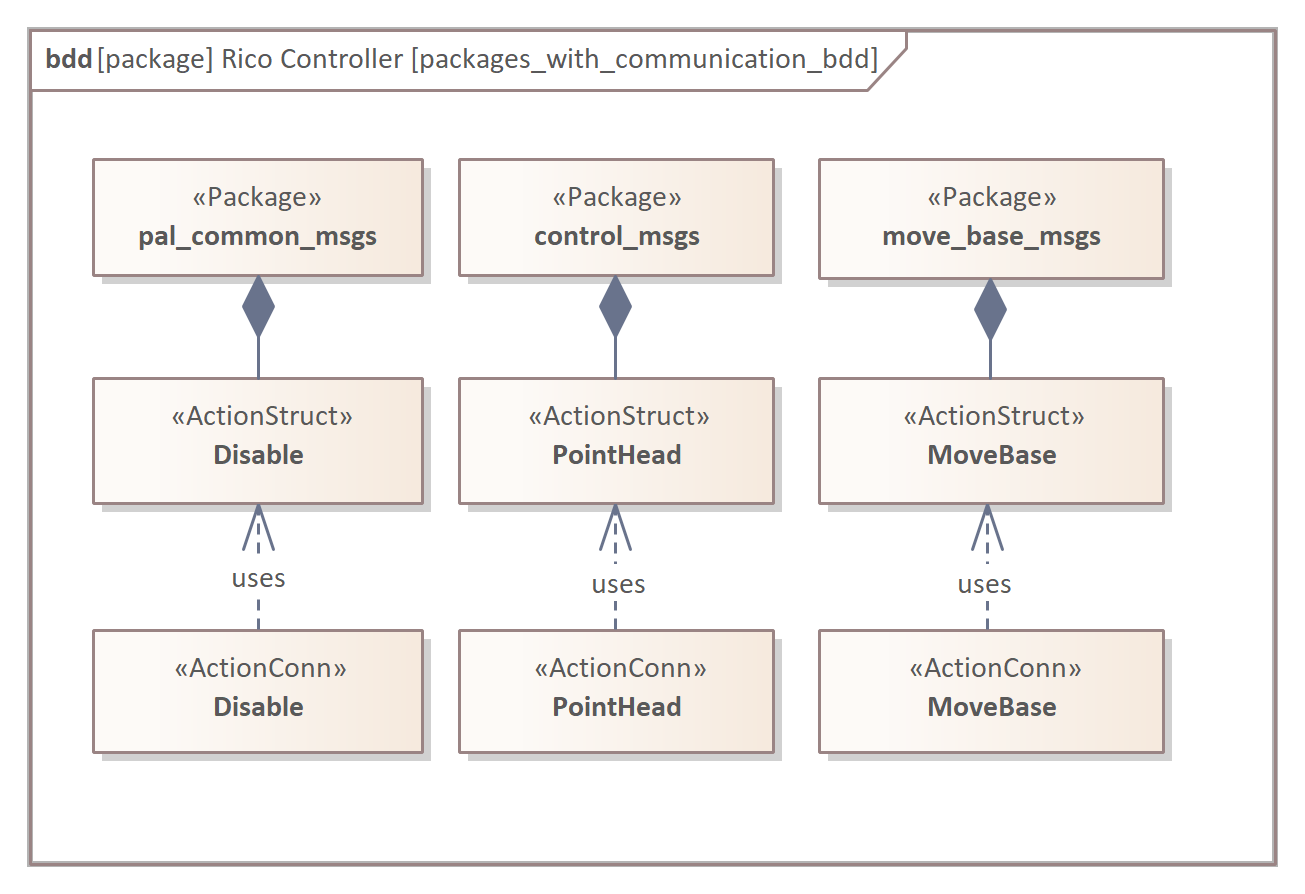 bdd [package] Rico Controller [packages_with_communication_bdd]
«Package»
pal_common_msgs
«Package»
control_msgs
«Package»
move_base_msgs
«ActionStruct»
Disable
«ActionStruct»
PointHead
«ActionStruct»
MoveBase
uses
uses
uses
«ActionConn»
Disable
«ActionConn»
PointHead
«ActionConn»
MoveBase